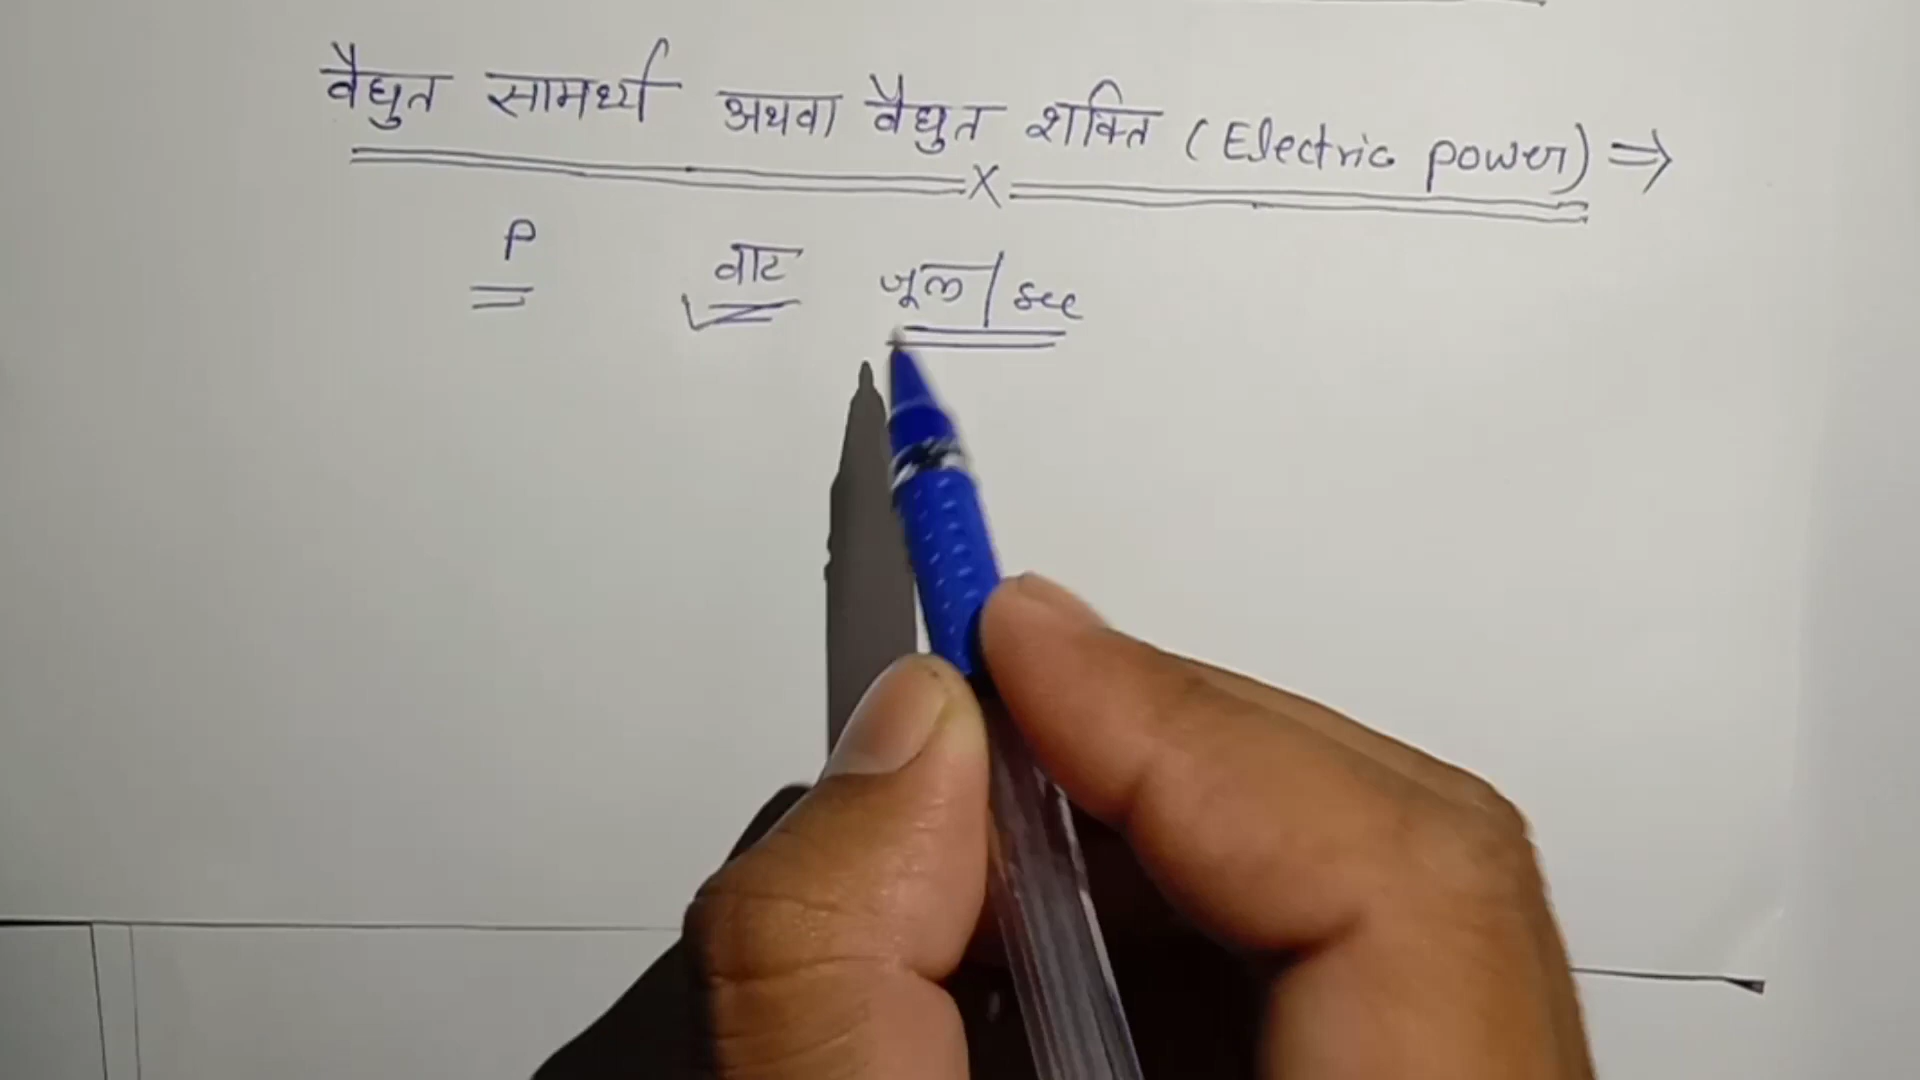 वैद्युत सामर्थ्य अथवा वैद्युत शक्ति (Electric power) ⇒
P वाट जूल/sec